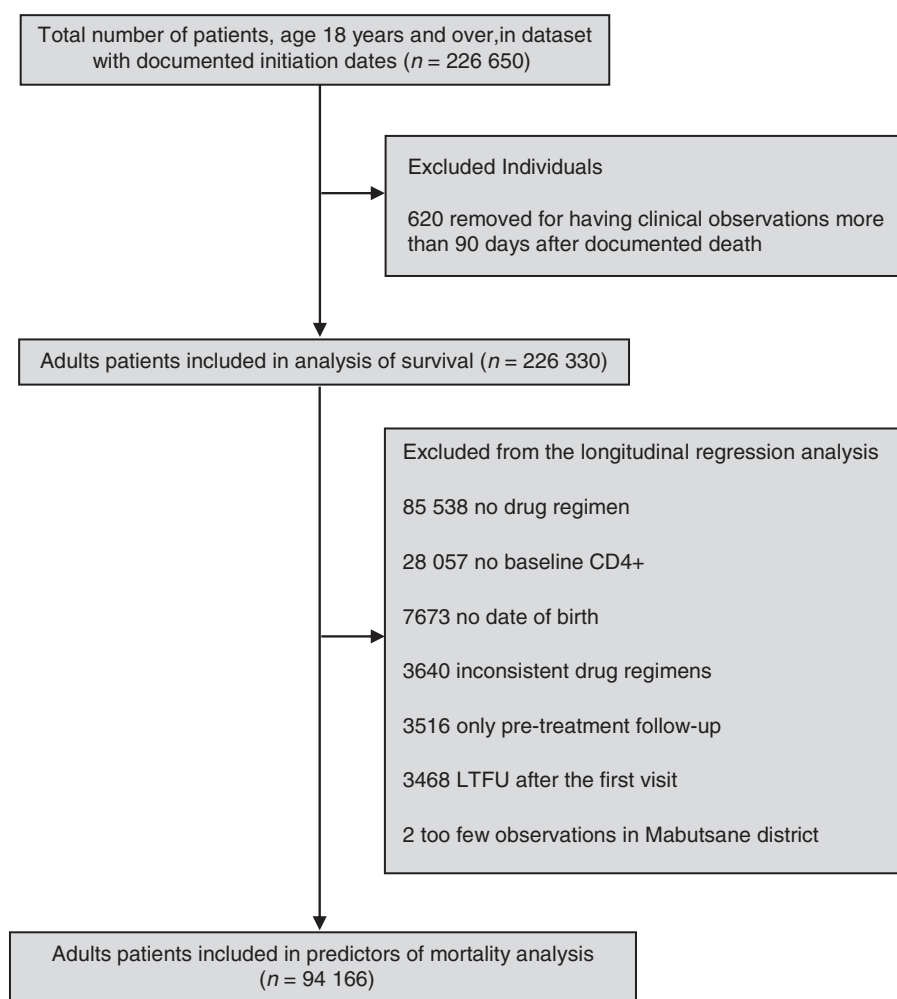 Total number of patients, age 18 years and over,in dataset
with documented initiation dates (n = 226 650)
Excluded Individuals
620 removed for having clinical observations more
than 90 days after documented death
Adults patients included in analysis of survival (n = 226 330)
Excluded from the longitudinal regression analysis
85 538 no drug regimen
28 057 no baseline CD4+
7673 no date of birth
3640 inconsistent drug regimens
3516 only pre-treatment follow-up
3468 LTFU after the first visit
2 too few observations in Mabutsane district
Adults patients included in predictors of mortality analysis
(n = 94 166)